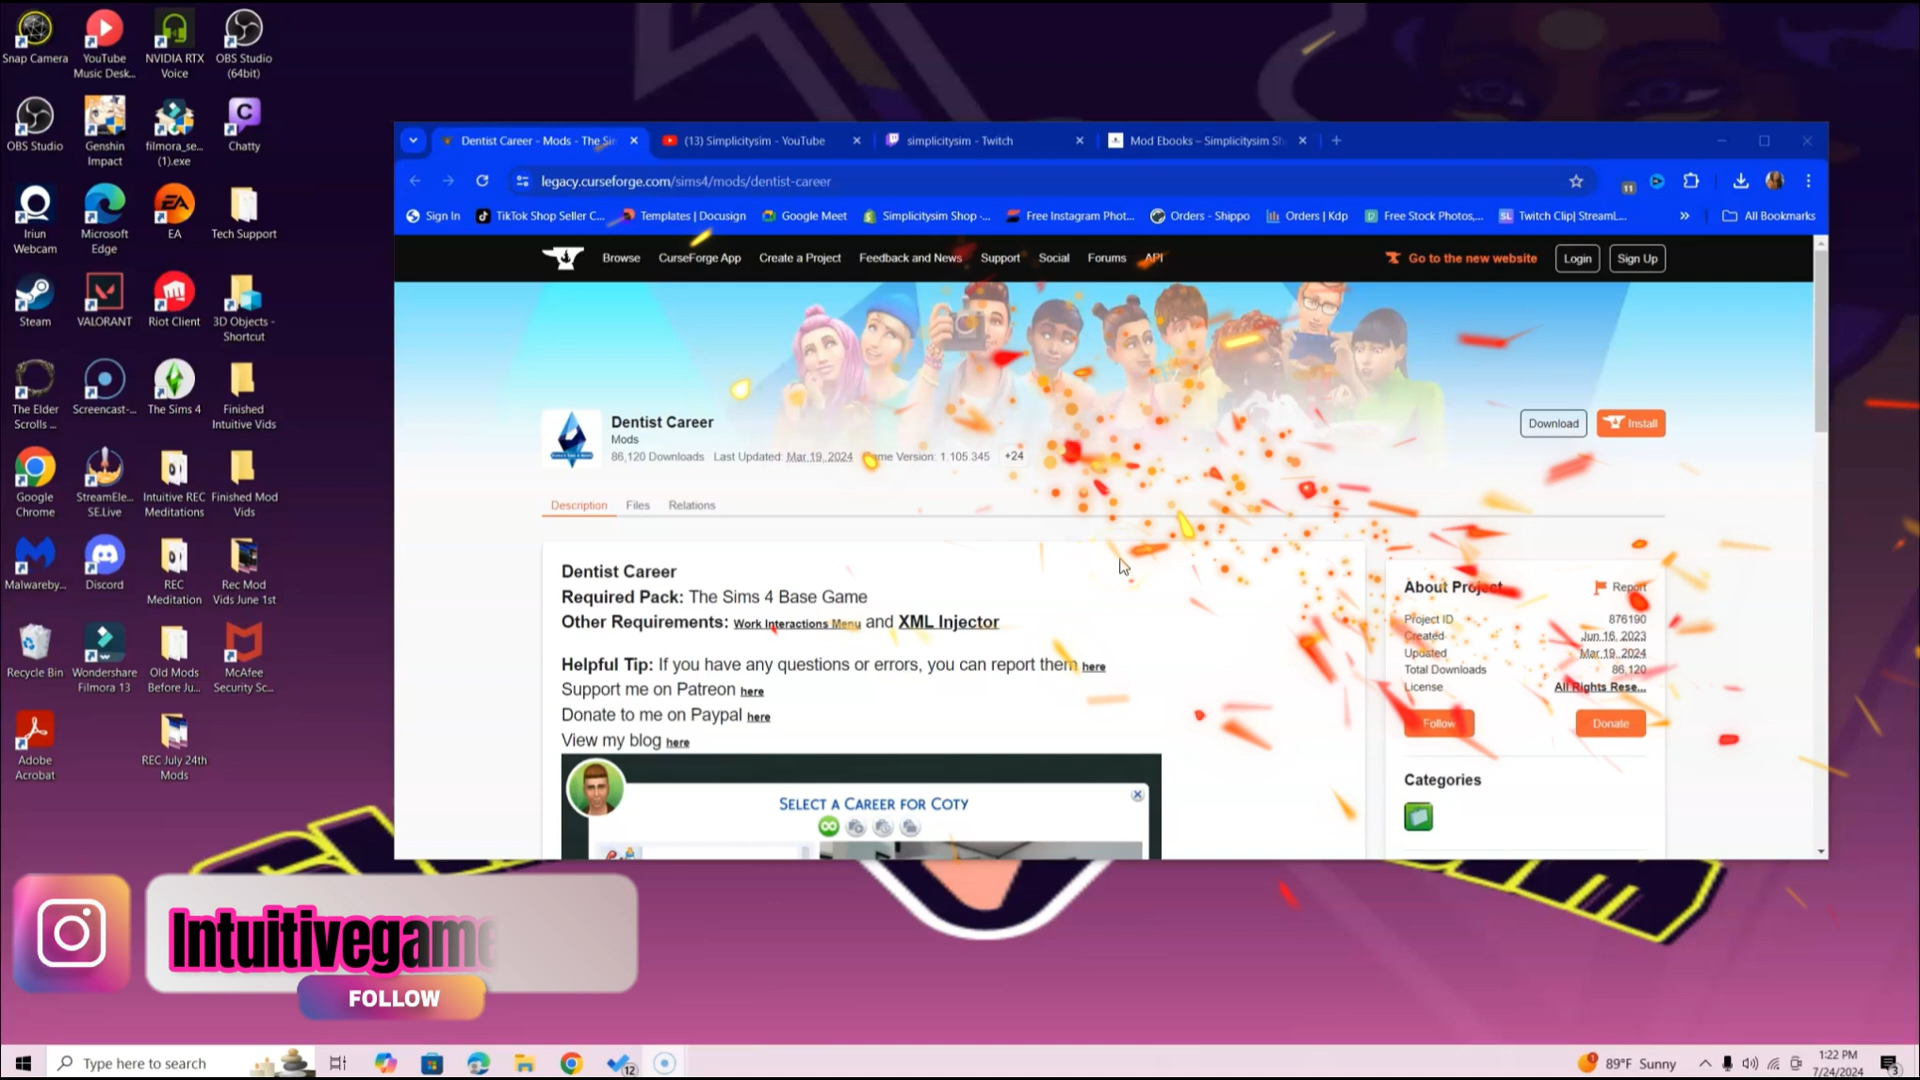 Snap Camera
YouTube Music Desk...
NVIDIA RTX Voice
OBS Studio (64bit)
OBS Studio
Genshin Impact
filmora_se... (1).exe
Chatty
Iriun Webcam
Microsoft Edge
EA
Tech Support
Steam
VALORANT
Riot Client
3D Objects - Shortcut
The Elder Scrolls ...
Screencast-...
The Sims 4
Finished Intuitive Vids
Google Chrome
StreamEle... SE.Live
Intuitive REC Meditations
Finished Mod Vids
Malwareby...
Discord
REC Meditation
Rec Mod Vids June 1st
Recycle Bin
Wondershare Filmora 13
Old Mods Before Ju...
McAfee Security Sc...
Adobe Acrobat
REC July 24th Mods
Dentist Career - Mods - The Sir
(13) Simplicitysim - YouTube
simplicitysim - Twitch
Mod Ebooks – Simplicitysim Sh
legacy.curseforge.com/sims4/mods/dentist-career
11
Sign In
TikTok Shop Seller C...
Templates | Docusign
Google Meet
Simplicitysim Shop -...
Free Instagram Phot...
Orders - Shippo
Orders | Kdp
Free Stock Photos,...
SL
Twitch Clip| StreamL...
All Bookmarks
Browse
CurseForge App
Create a Project
Feedback and News
Support
Social
Forums
API
Go to the new website
Login
Sign Up
Dentist Career
Mods
86,120 Downloads Last Updated: Mar 19, 2024 Game Version: 1.105.345 +24
Download
Install
Description
Files
Relations
Dentist Career
Required Pack: The Sims 4 Base Game
Other Requirements: Work Interactions Menu and XML Injector
Helpful Tip: If you have any questions or errors, you can report them here
Support me on Patreon here
Donate to me on Paypal here
View my blog here
SELECT A CAREER FOR COTY
About Project
Report
Project ID 876190
Created Jun 16, 2023
Updated Mar 19, 2024
Total Downloads 86,120
License All Rights Rese...
Follow
Donate
Categories
Intuitivegame
FOLLOW
Type here to search
12
89°F Sunny
1:22 PM
7/24/2024
3